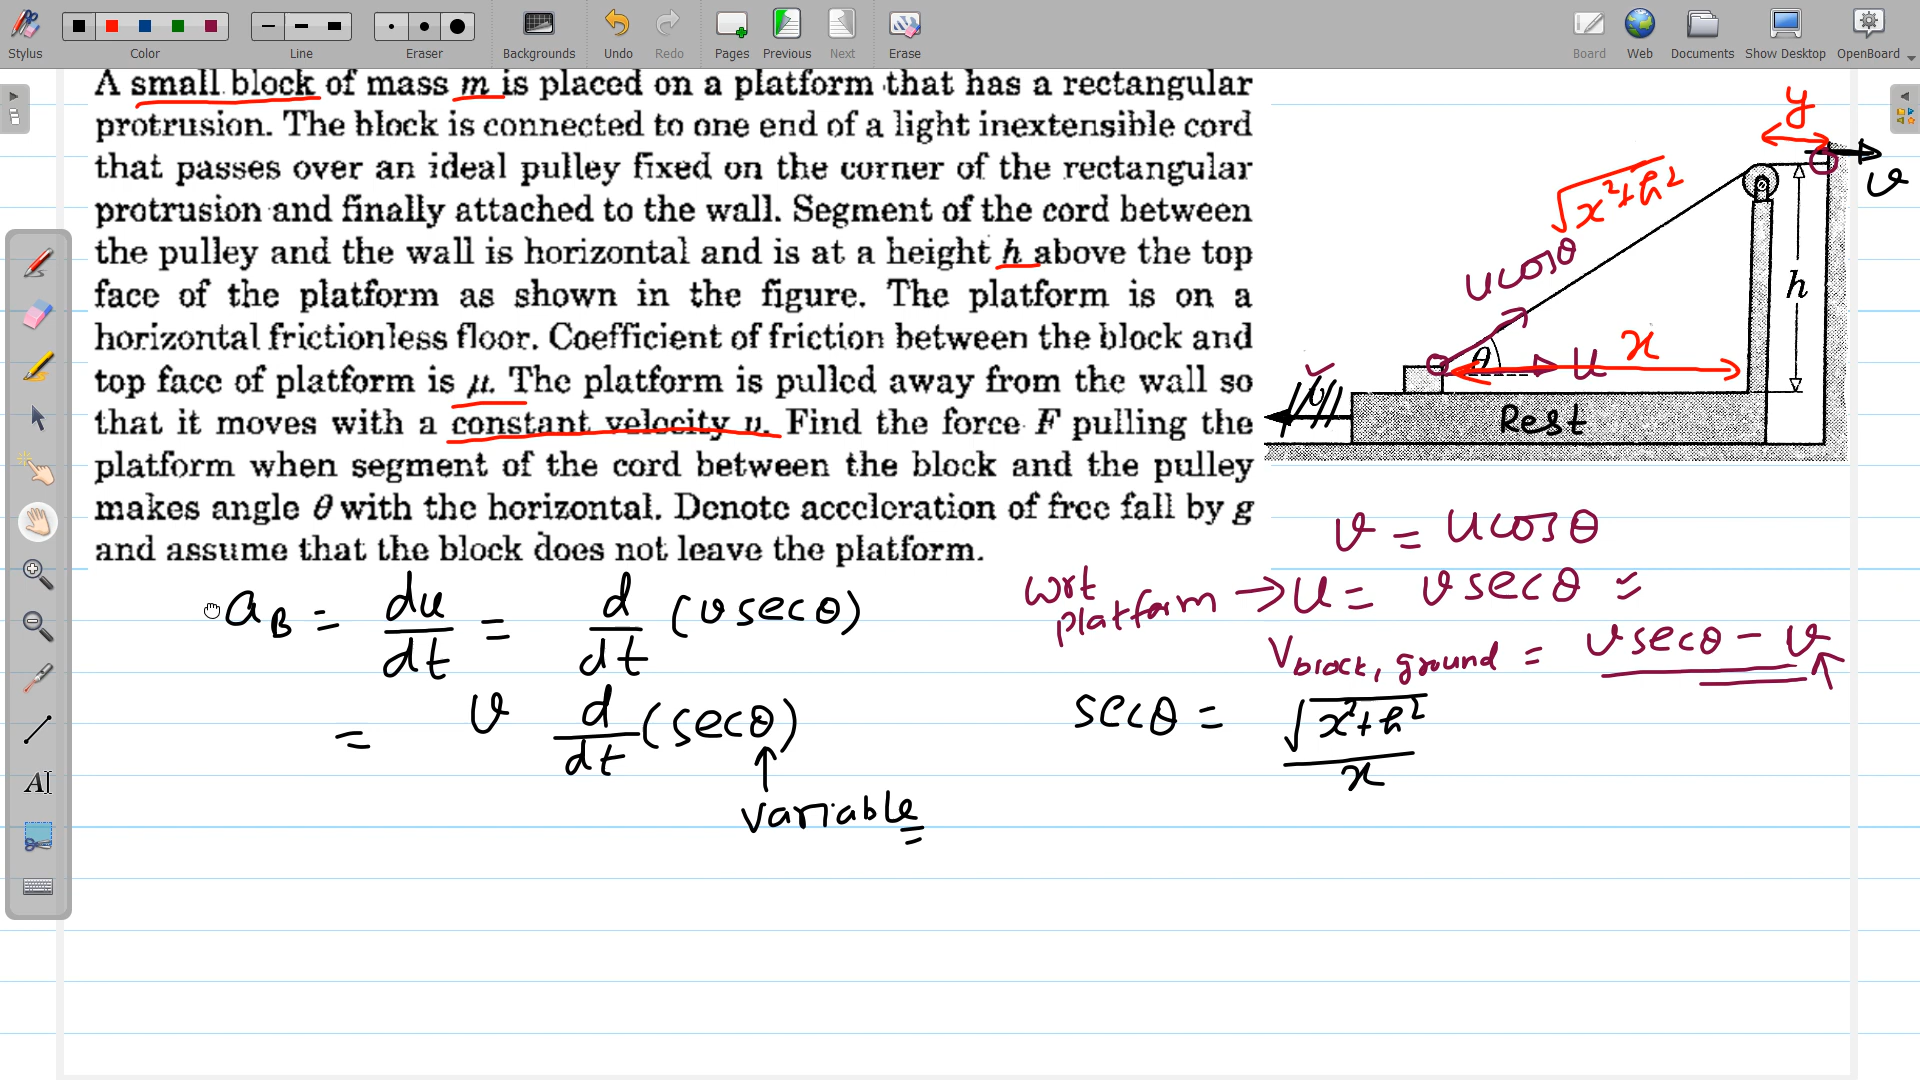 Stylus Color Line Eraser Backgrounds Undo Redo Pages Previous Next Erase Board Web Documents Show Desktop OpenBoard
A small block of mass m is placed on a platform that has a rectangular
protrusion. The block is connected to one end of a light inextensible cord
that passes over an ideal pulley fixed on the corner of the rectangular
protrusion and finally attached to the wall. Segment of the cord between
the pulley and the wall is horizontal and is at a height h above the top
face of the platform as shown in the figure. The platform is on a
horizontal frictionless floor. Coefficient of friction between the block and
top face of platform is μ. The platform is pulled away from the wall so
that it moves with a constant velocity v. Find the force F pulling the
platform when segment of the cord between the block and the pulley
makes angle θ with the horizontal. Denote acceleration of free fall by g
and assume that the block does not leave the platform.
y
v
√x²+h²
u cosθ
h
θ
u
x
Rest
v = u cosθ
wrt platform → u = v secθ =
V block, ground = v secθ − v
a_B = du/dt = d/dt (v secθ)
= v d/dt (secθ)
↑
variable
secθ = √x²+h² / x
AI